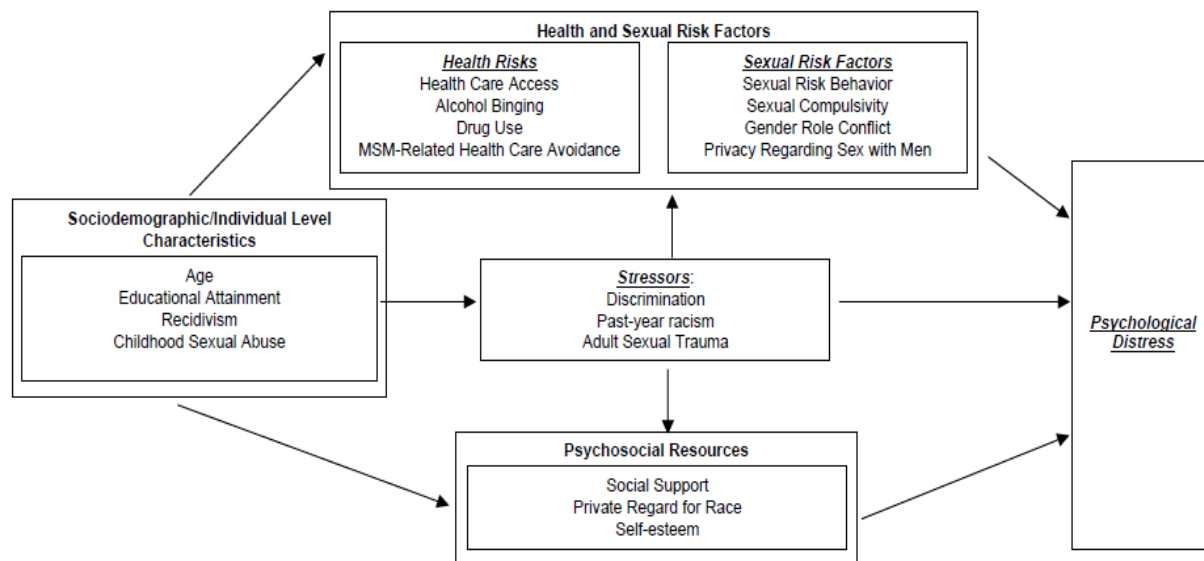 Health and Sexual Risk Factors
Health Risks
Health Care Access
Alcohol Binging
Drug Use
MSM-Related Health Care Avoidance
Sexual Risk Factors
Sexual Risk Behavior
Sexual Compulsivity
Gender Role Conflict
Privacy Regarding Sex with Men
Sociodemographic/Individual Level
Characteristics
Age
Educational Attainment
Recidivism
Childhood Sexual Abuse
Stressors:
Discrimination
Past-year racism
Adult Sexual Trauma
Psychosocial Resources
Social Support
Private Regard for Race
Self-esteem
Psychological
Distress